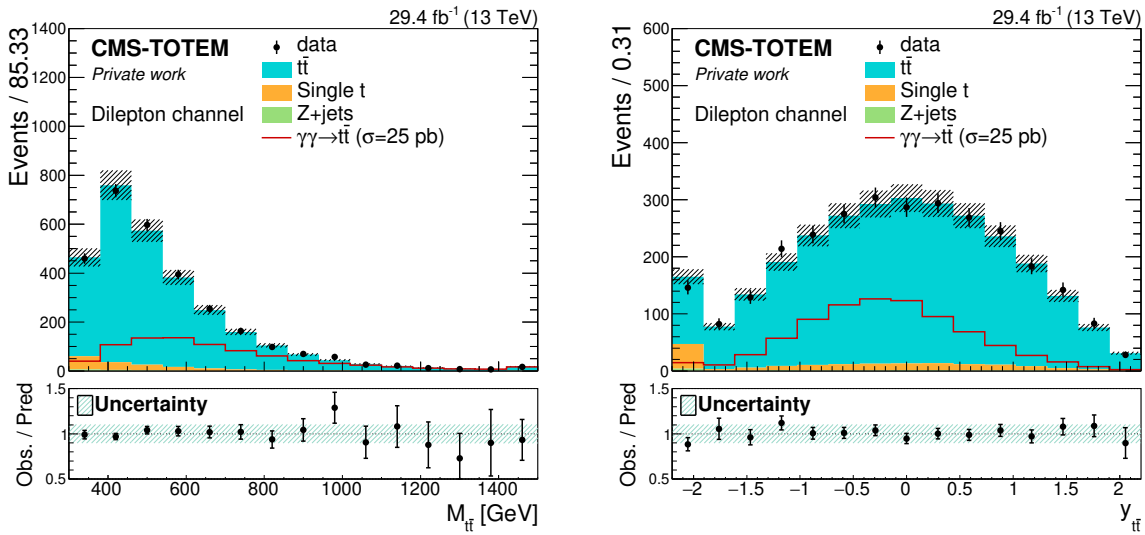 29.4 fb⁻¹ (13 TeV)
Events / 85.33
1400
1200
1000
800
600
400
200
0
CMS-TOTEM
Private work
Dilepton channel
data
tt̄
Single t
Z+jets
γγ→tt̄ (σ=25 pb)
Obs. / Pred
1.5
1
0.5
Uncertainty
400 600 800 1000 1200 1400
M_tt̄ [GeV]
29.4 fb⁻¹ (13 TeV)
Events / 0.31
600
500
400
300
200
100
0
CMS-TOTEM
Private work
Dilepton channel
data
tt̄
Single t
Z+jets
γγ→tt̄ (σ=25 pb)
Obs. / Pred
1.5
1
0.5
Uncertainty
−2 −1.5 −1 −0.5 0 0.5 1 1.5 2
y_tt̄